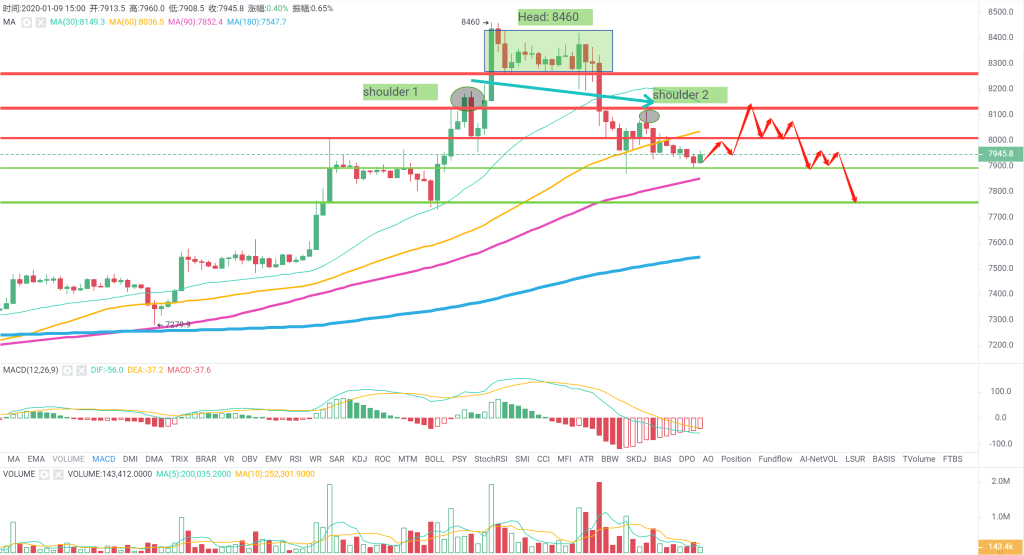 时间:2020-01-09 15:00 开:7913.5 高:7960.0 低:7908.5 收:7945.8 涨幅:0.40% 振幅:0.65%
MA MA(30):8149.3 MA(60):8036.5 MA(90):7852.4 MA(180):7547.7
8460
Head: 8460
shoulder 1
shoulder 2
7279.9
8500.0
8400.0
8300.0
8200.0
8100.0
8000.0
7945.8
7900.0
7800.0
7700.0
7600.0
7500.0
7400.0
7300.0
7200.0
MACD(12,26,9) DIF:-56.0 DEA:-37.2 MACD:-37.6
100.0
0.0
-100.0
MA EMA VOLUME MACD DMI DMA TRIX BRAR VR OBV EMV RSI WR SAR KDJ ROC MTM BOLL PSY StochRSI SMI CCI MFI ATR BBW SKDJ BIAS DPO AO Position Fundflow AI-NetVOL LSUR BASIS TVolume FTBS
VOLUME VOLUME:143,412.0000 MA(5):200,035.2000 MA(10):252,301.9000
2.0M
1.0M
143.4k